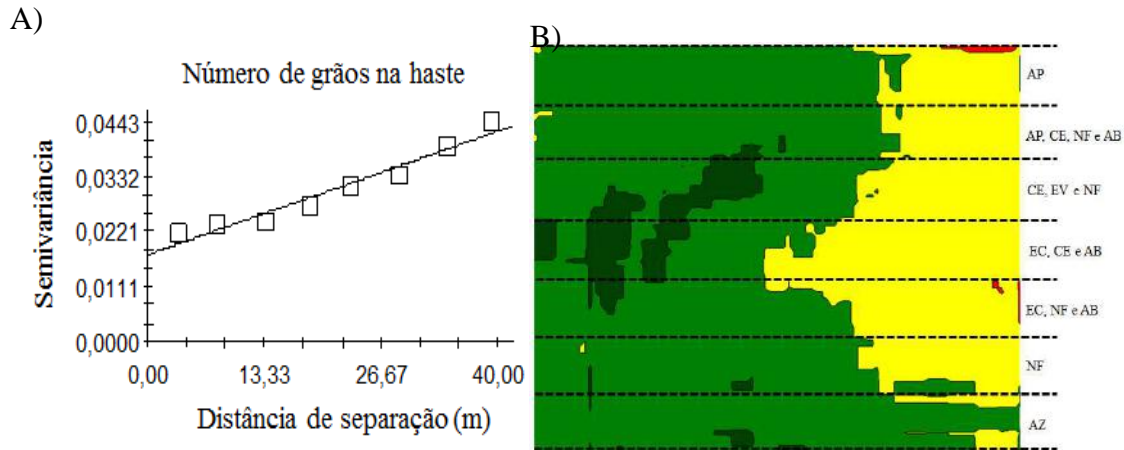 A)
Número de grãos na haste
Semivariância
0,0443
0,0332
0,0221
0,0111
0,0000
0,00 13,33 26,67 40,00
Distância de separação (m)
B)
AP
AP, CE, NF e AB
CE, EV e NF
EC, CE e AB
EC, NF e AB
NF
AZ